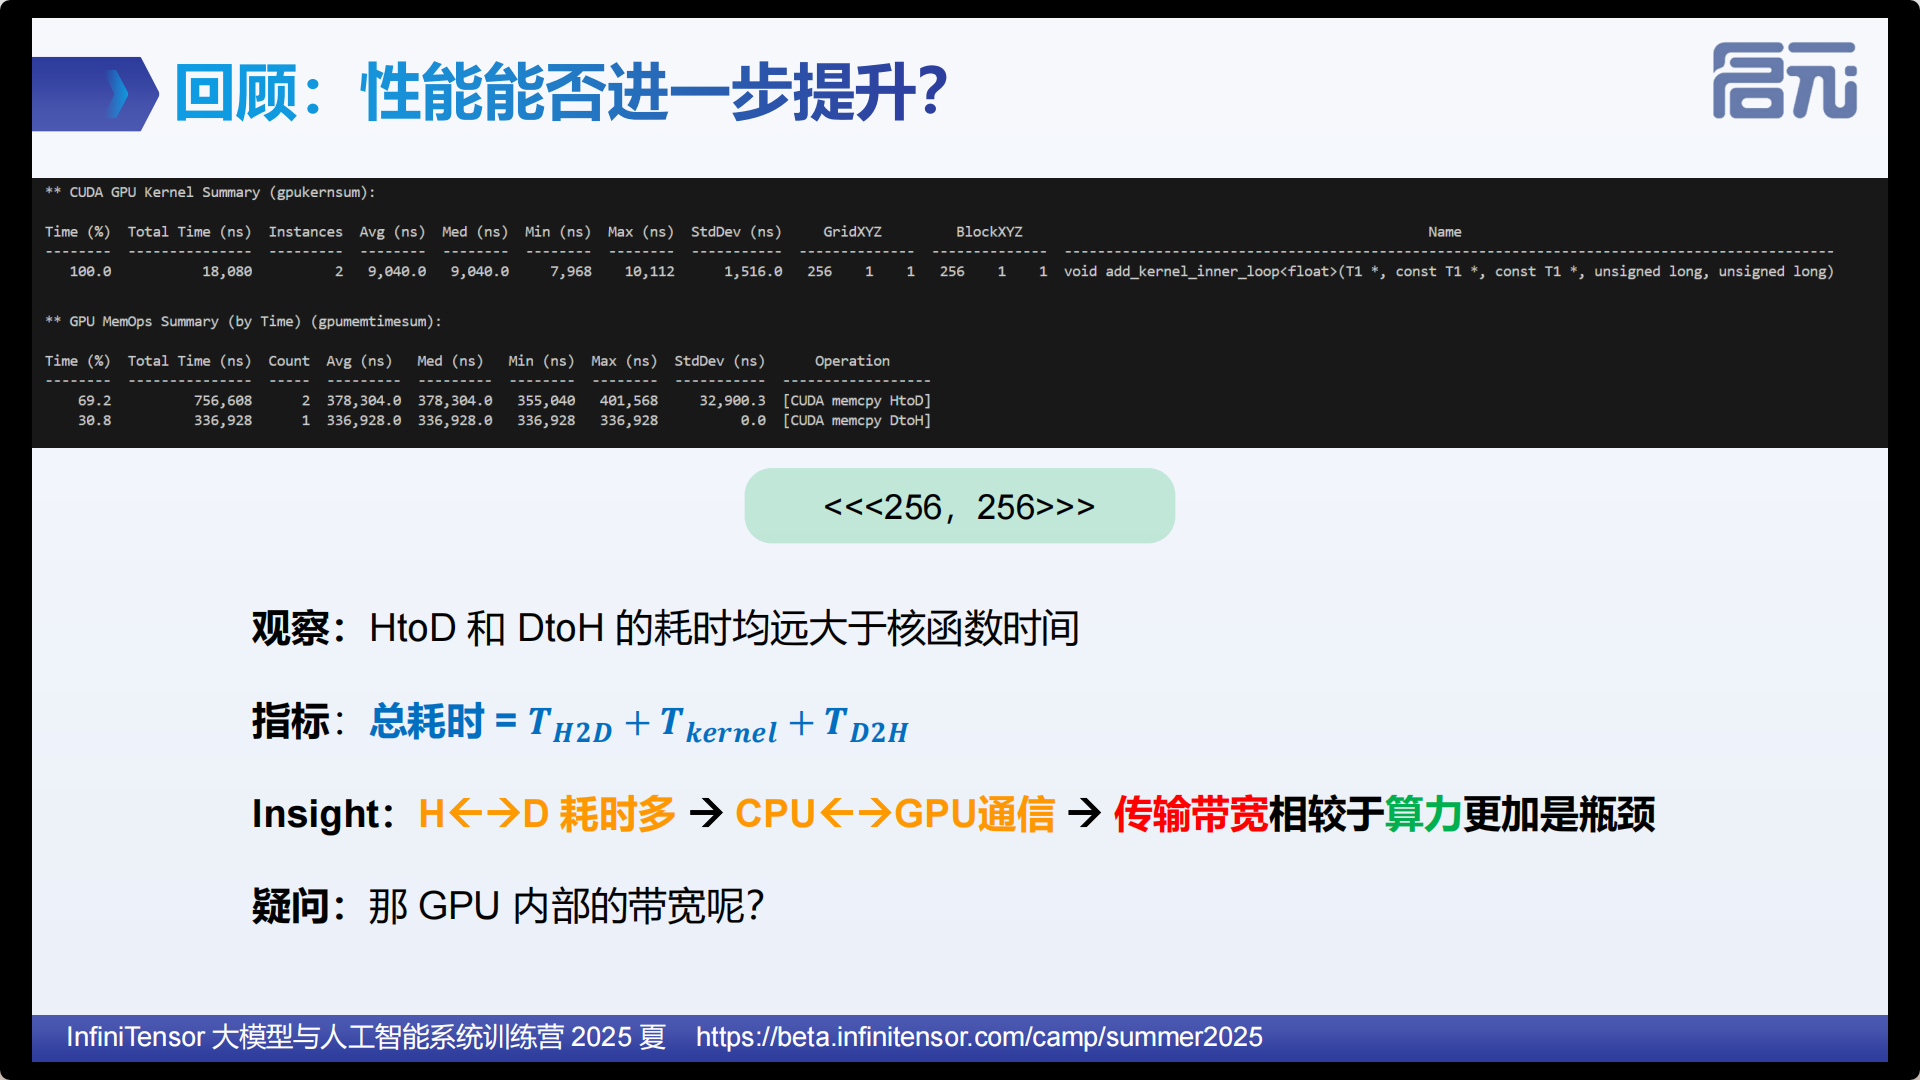 回顾：性能能否进一步提升？
启元
** CUDA GPU Kernel Summary (gpukernsum):
Time (%)  Total Time (ns)  Instances  Avg (ns)  Med (ns)  Min (ns)  Max (ns)  StdDev (ns)  GridXYZ  BlockXYZ  Name
--------  ---------------  ---------  --------  --------  --------  --------  -----------  --------------  --------------  ---------------------------------------------------------------------------------------------
100.0  18,080  2  9,040.0  9,040.0  7,968  10,112  1,516.0  256  1  1  256  1  1  void add_kernel_inner_loop<float>(T1 *, const T1 *, const T1 *, unsigned long, unsigned long)
** GPU MemOps Summary (by Time) (gpumemtimesum):
Time (%)  Total Time (ns)  Count  Avg (ns)  Med (ns)  Min (ns)  Max (ns)  StdDev (ns)  Operation
--------  ---------------  -----  ---------  ---------  --------  --------  -----------  ------------------
69.2  756,608  2  378,304.0  378,304.0  355,040  401,568  32,900.3  [CUDA memcpy HtoD]
30.8  336,928  1  336,928.0  336,928.0  336,928  336,928  0.0  [CUDA memcpy DtoH]
<<<256，256>>>
观察：HtoD 和 DtoH 的耗时均远大于核函数时间
指标：总耗时 = T_{H2D} + T_{kernel} + T_{D2H}
Insight：H←→D 耗时多 → CPU←→GPU通信 → 传输带宽相较于算力更加是瓶颈
疑问：那 GPU 内部的带宽呢？
InfiniTensor 大模型与人工智能系统训练营 2025 夏    https://beta.infinitensor.com/camp/summer2025